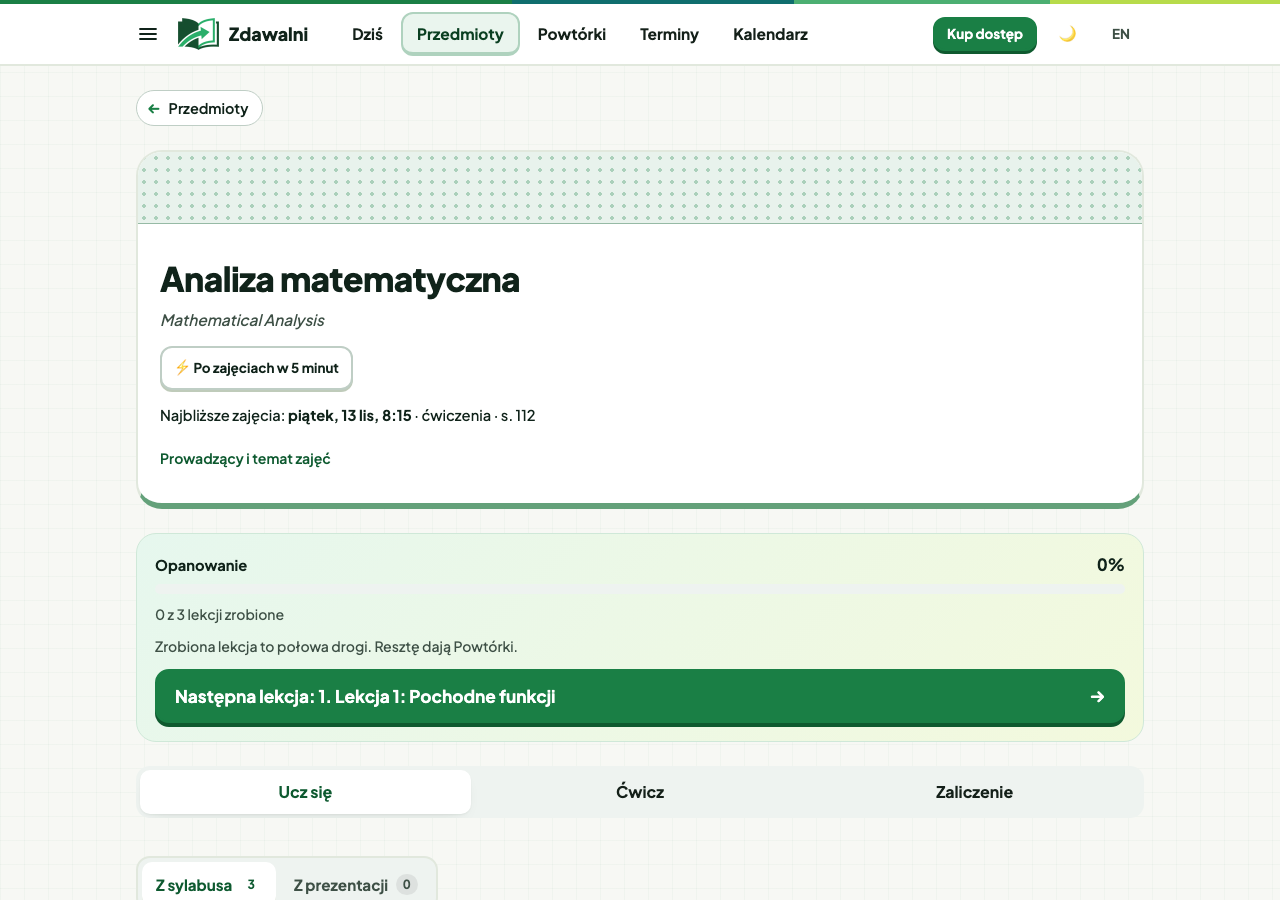 Zdawalni
Dziś
Przedmioty
Powtórki
Terminy
Kalendarz
Kup dostęp
EN
← Przedmioty
Analiza matematyczna
Mathematical Analysis
⚡ Po zajęciach w 5 minut
Najbliższe zajęcia: piątek, 13 lis, 8:15 · ćwiczenia · s. 112
Prowadzący i temat zajęć
Opanowanie 0%
0 z 3 lekcji zrobione
Zrobiona lekcja to połowa drogi. Resztę dają Powtórki.
Następna lekcja: 1. Lekcja 1: Pochodne funkcji →
Ucz się
Ćwicz
Zaliczenie
Z sylabusa 3
Z prezentacji 0